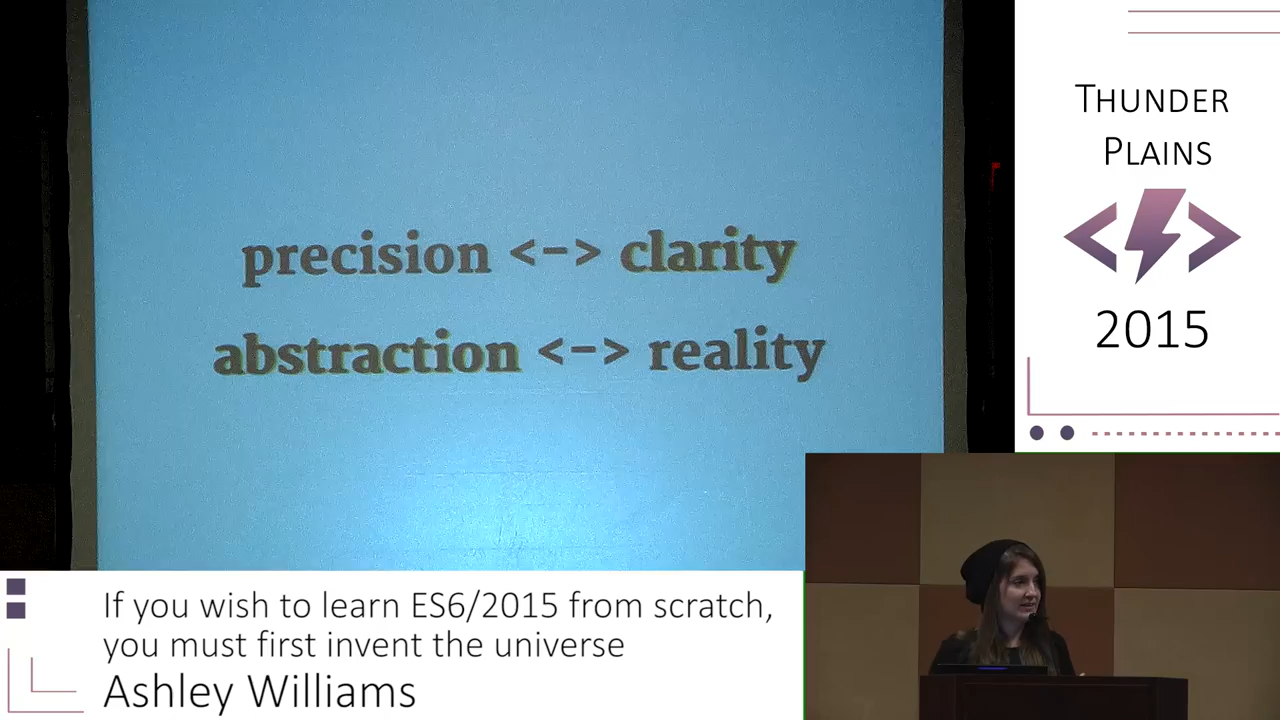 precision <-> clarity
abstraction <-> reality
THUNDER
PLAINS
2015
If you wish to learn ES6/2015 from scratch,
you must first invent the universe
Ashley Williams